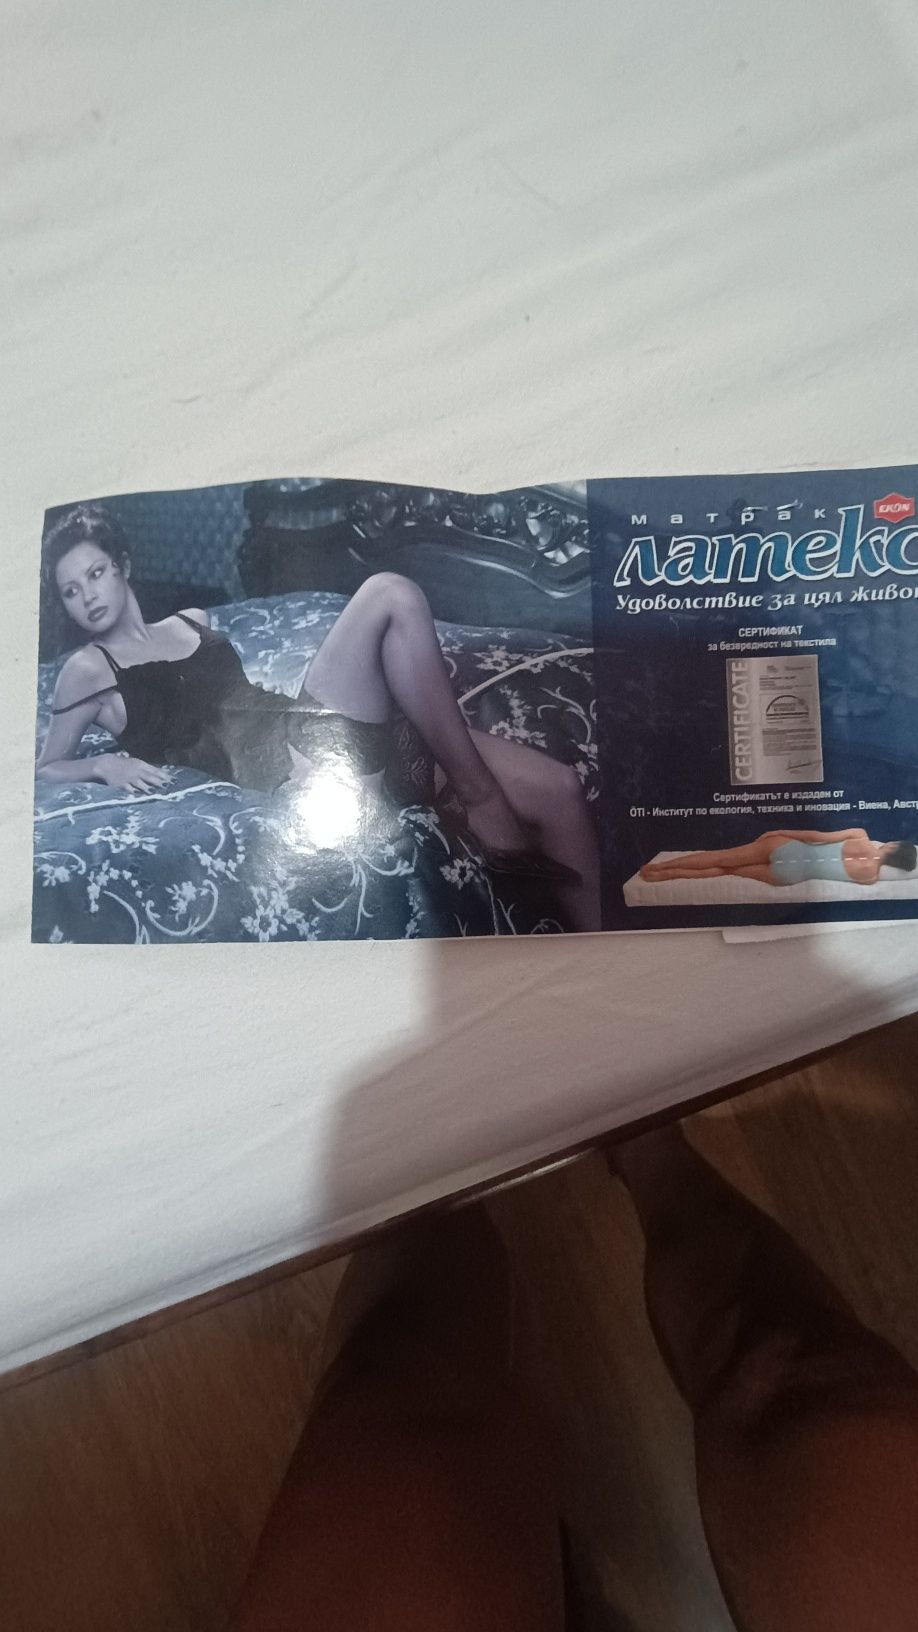 EKON
матрак
Латекс
Удоволствие за цял живот
СЕРТИФИКАТ
за безвредност на текстила
CERTIFICATE
Сертификатът е издаден от
ÖTI - Институт по екология, техника и иновация - Виена,